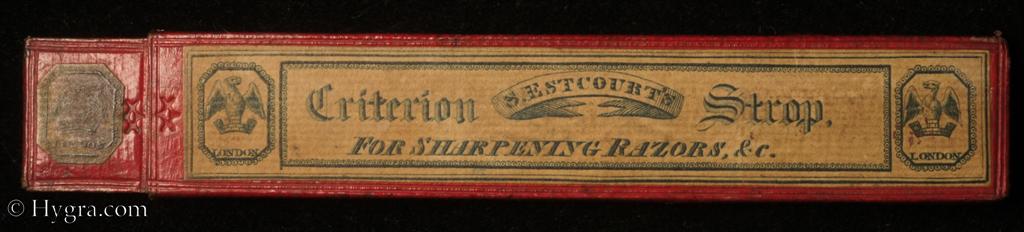 S. ESTCOURT'S
Criterion Strop,
FOR SHARPENING RAZORS, &c.
LONDON
LONDON
© Hygra.com